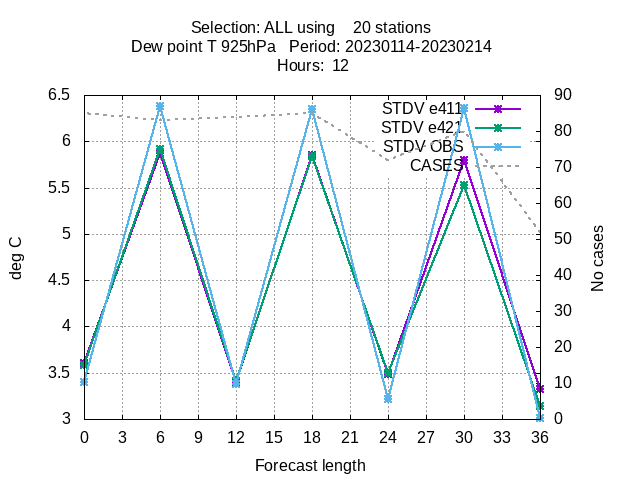 Selection: ALL using    20 stations
Dew point T 925hPa   Period: 20230114-20230214
Hours:  12
STDV e411
STDV e421
STDV OBS
CASES
6.5
6
5.5
5
4.5
4
3.5
3
deg C
90
80
70
60
50
40
30
20
10
0
No cases
0 3 6 9 12 15 18 21 24 27 30 33 36
Forecast length